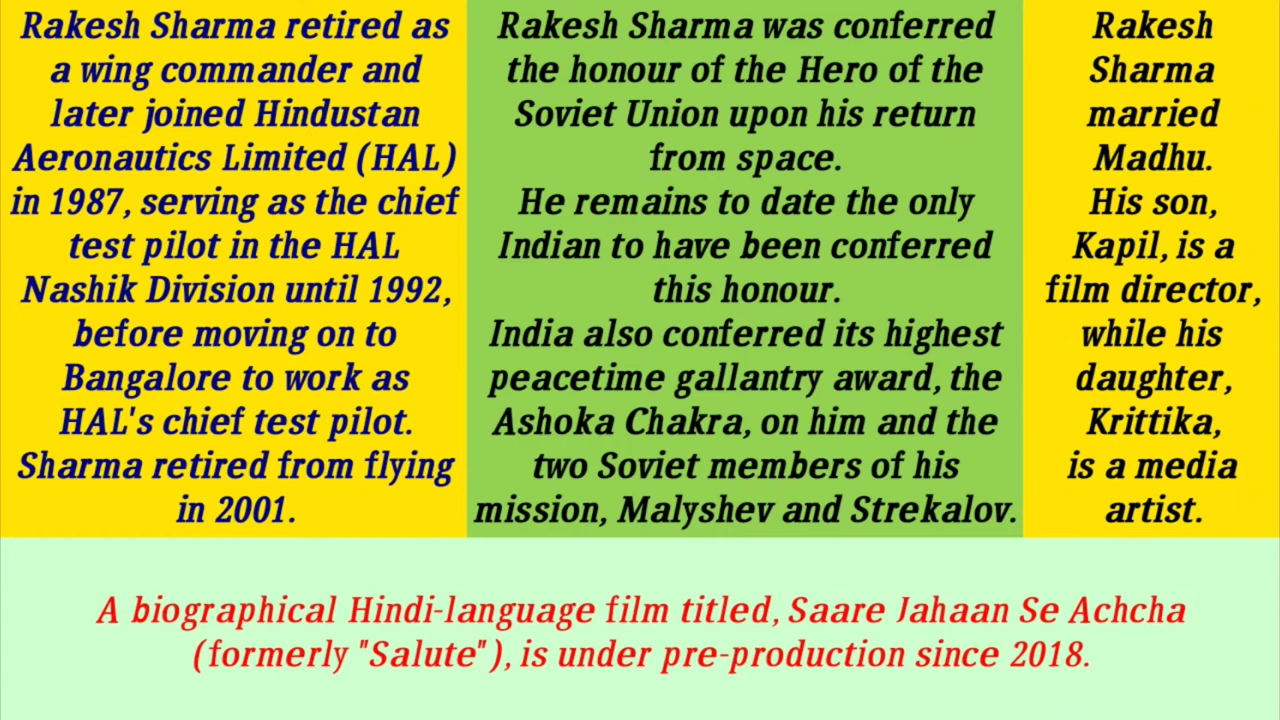 Rakesh Sharma retired as
a wing commander and
later joined Hindustan
Aeronautics Limited (HAL)
in 1987, serving as the chief
test pilot in the HAL
Nashik Division until 1992,
before moving on to
Bangalore to work as
HAL's chief test pilot.
Sharma retired from flying
in 2001.
Rakesh Sharma was conferred
the honour of the Hero of the
Soviet Union upon his return
from space.
He remains to date the only
Indian to have been conferred
this honour.
India also conferred its highest
peacetime gallantry award, the
Ashoka Chakra, on him and the
two Soviet members of his
mission, Malyshev and Strekalov.
Rakesh
Sharma
married
Madhu.
His son,
Kapil, is a
film director,
while his
daughter,
Krittika,
is a media
artist.
A biographical Hindi-language film titled, Saare Jahaan Se Achcha
(formerly "Salute"), is under pre-production since 2018.